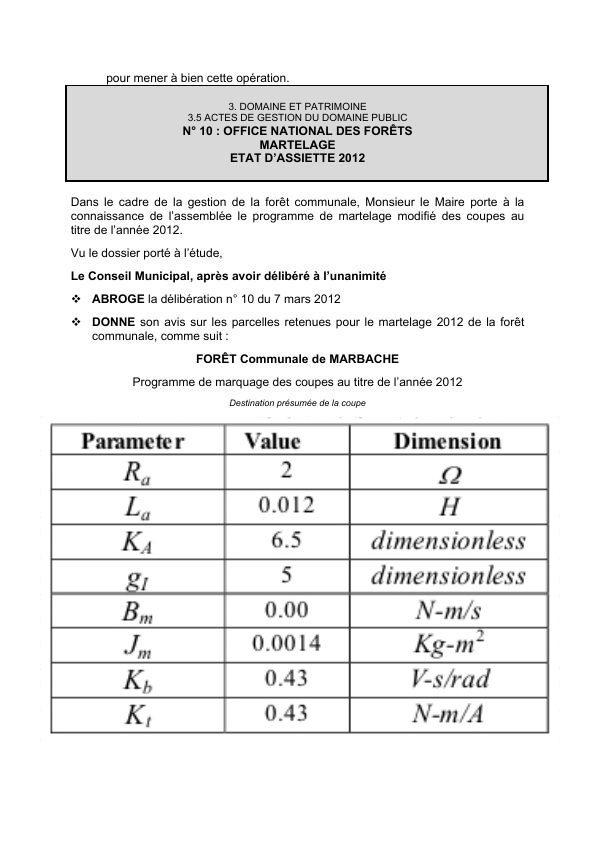 pour mener à bien cette opération.
3. DOMAINE ET PATRIMOINE
3.5 ACTES DE GESTION DU DOMAINE PUBLIC
N° 10 : OFFICE NATIONAL DES FORÊTS
MARTELAGE
ETAT D’ASSIETTE 2012
Dans le cadre de la gestion de la forêt communale, Monsieur le Maire porte à la
connaissance de l’assemblée le programme de martelage modifié des coupes au
titre de l’année 2012.
Vu le dossier porté à l’étude,
Le Conseil Municipal, après avoir délibéré à l’unanimité
❖ ABROGE la délibération n° 10 du 7 mars 2012
❖ DONNE son avis sur les parcelles retenues pour le martelage 2012 de la forêt
communale, comme suit :
FORÊT Communale de MARBACHE
Programme de marquage des coupes au titre de l’année 2012
Destination présumée de la coupe
Parameter Value Dimension
R_a 2 Ω
L_a 0.012 H
K_A 6.5 dimensionless
g_I 5 dimensionless
B_m 0.00 N-m/s
J_m 0.0014 Kg-m²
K_b 0.43 V-s/rad
K_t 0.43 N-m/A